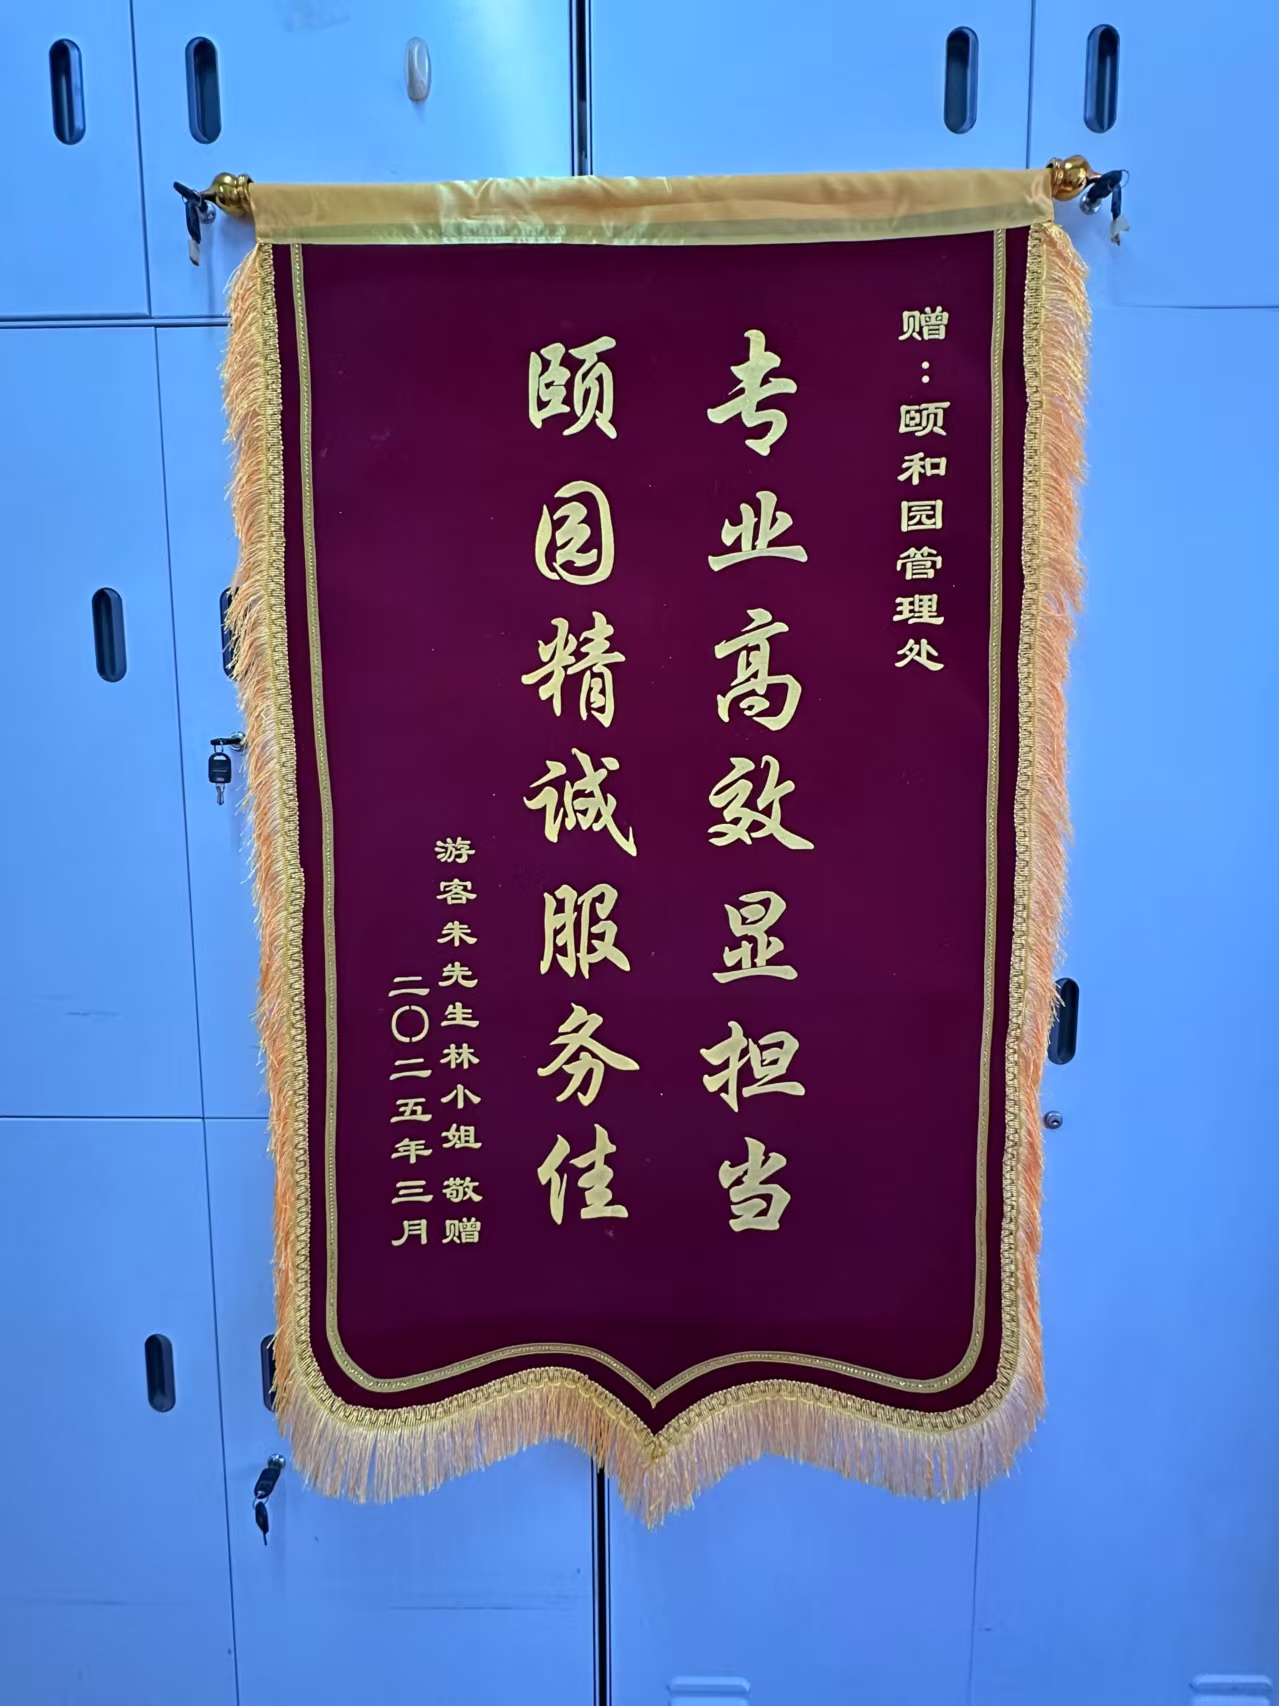 赠：颐和园管理处
专业高效显担当
颐园精诚服务佳
游客朱先生林小姐 敬赠
二〇二五年三月